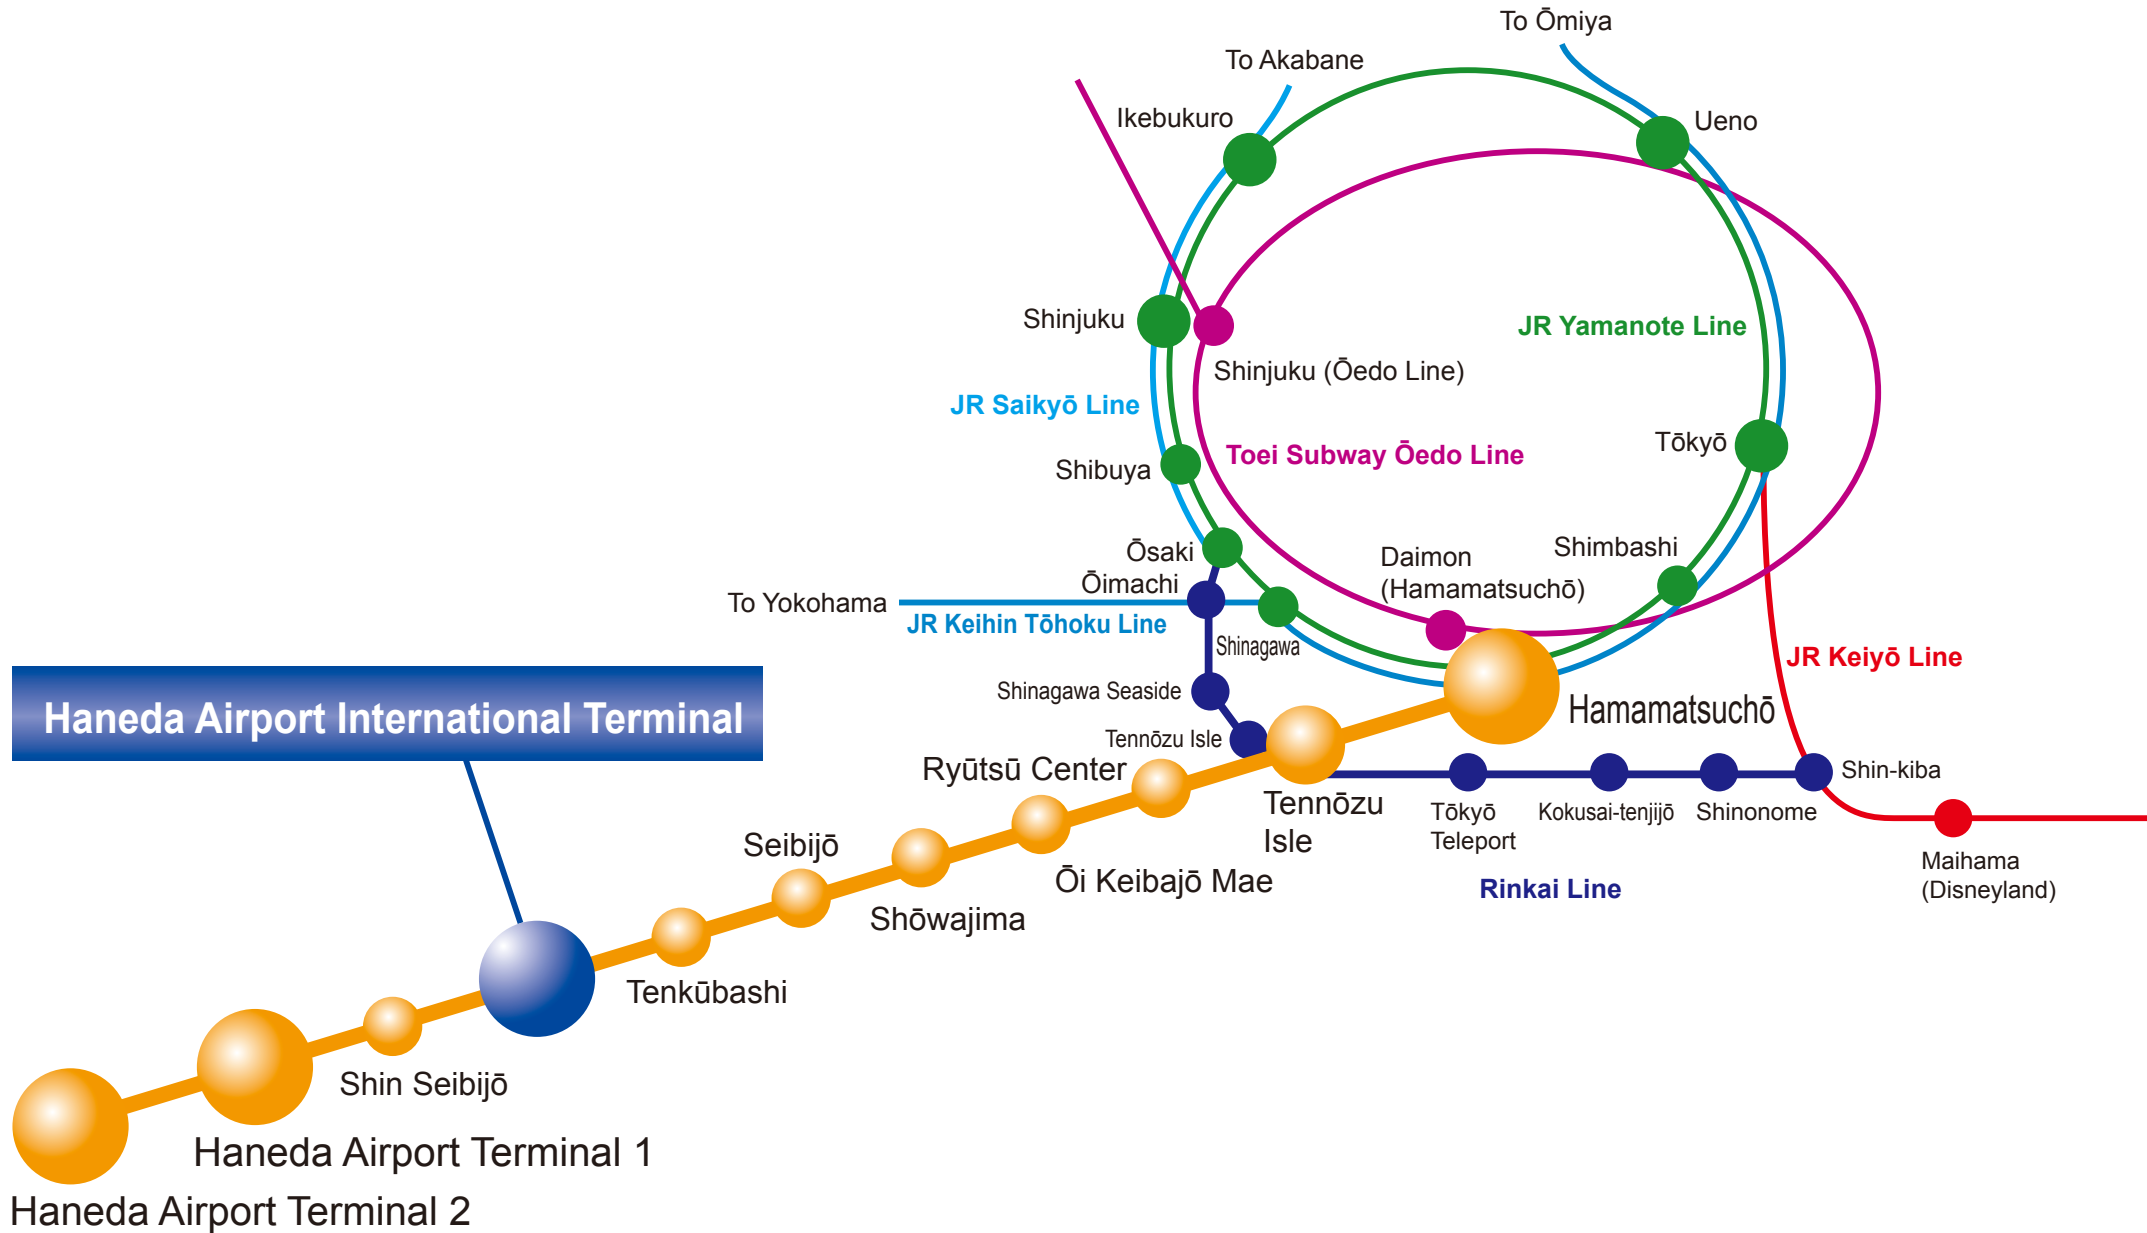 To Ōmiya
To Akabane
Ikebukuro
Ueno
Shinjuku
JR Yamanote Line
Shinjuku (Ōedo Line)
JR Saikyō Line
Tōkyō
Toei Subway Ōedo Line
Shibuya
Ōsaki
Daimon
(Hamamatsuchō)
Shimbashi
Ōimachi
To Yokohama
JR Keihin Tōhoku Line
Shinagawa
JR Keiyō Line
Shinagawa Seaside
Hamamatsuchō
Haneda Airport International Terminal
Tennōzu Isle
Ryūtsū Center
Shin-kiba
Tennōzu
Isle
Tōkyō
Teleport
Kokusai-tenjijō
Shinonome
Seibijō
Maihama
(Disneyland)
Ōi Keibajō Mae
Rinkai Line
Shōwajima
Tenkūbashi
Shin Seibijō
Haneda Airport Terminal 1
Haneda Airport Terminal 2